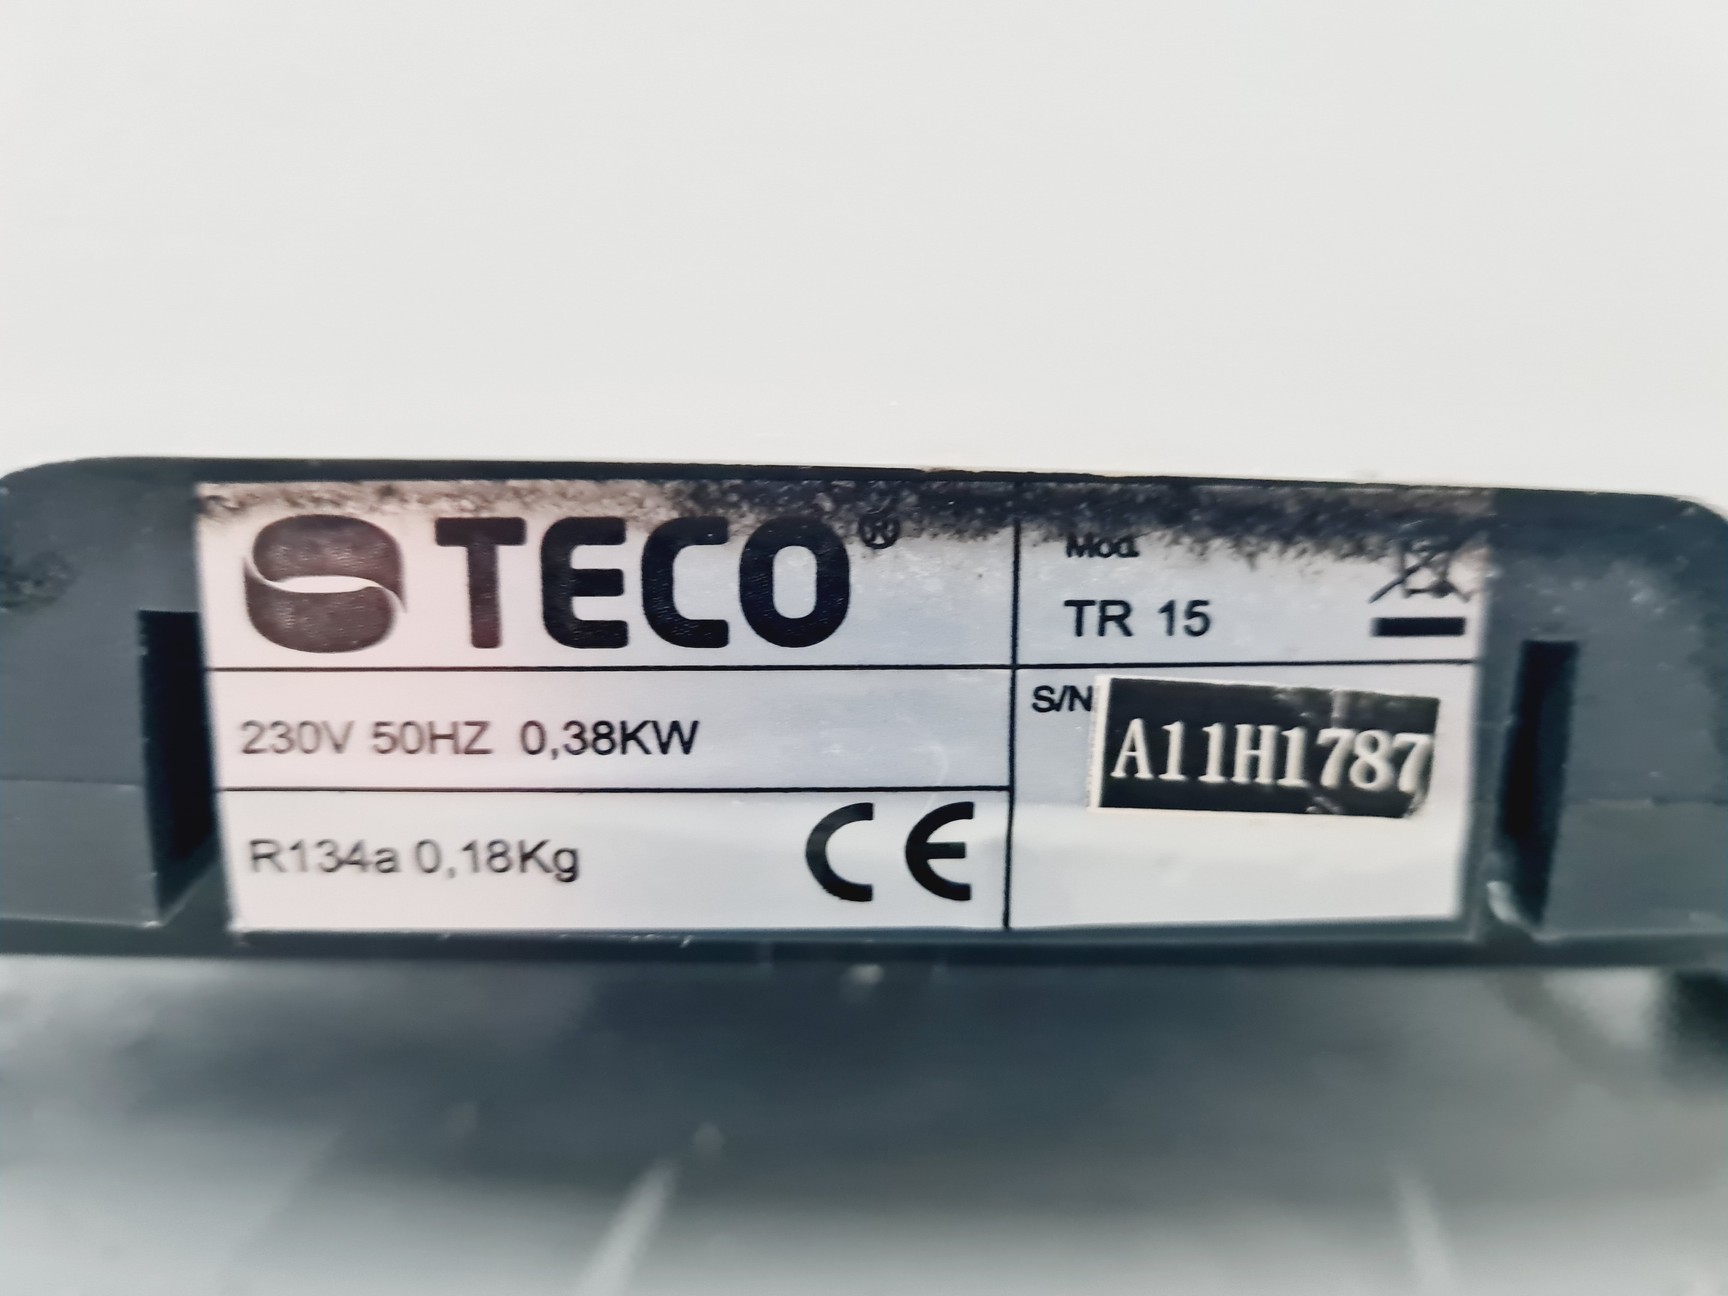 TECO®
Mod.
TR 15
230V 50HZ 0,38KW
S/N
A11H1787
R134a 0,18Kg
CE